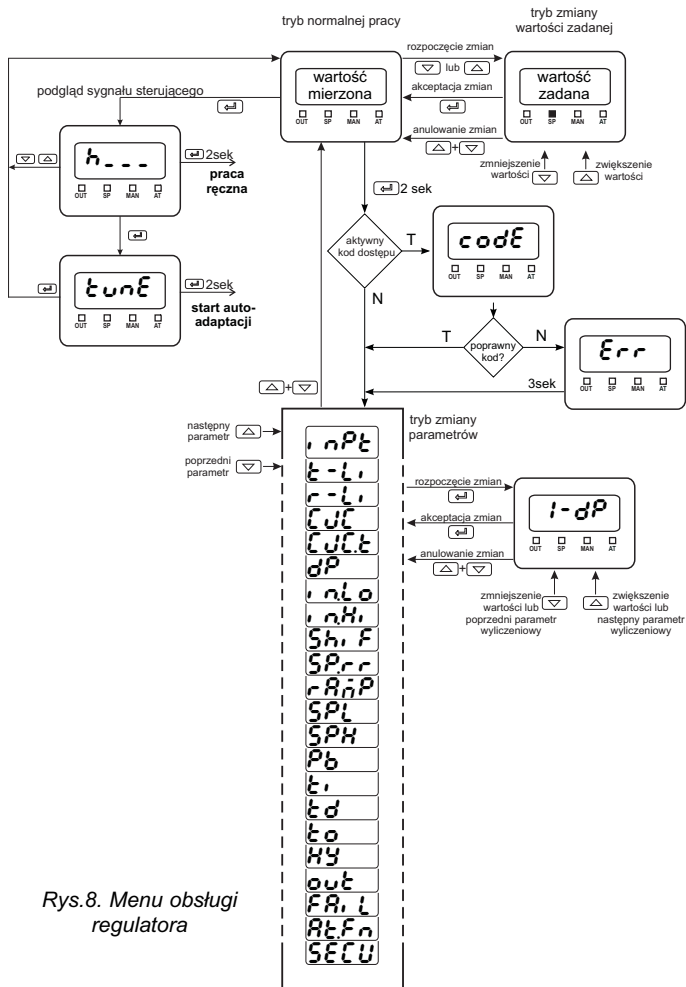 tryb normalnej pracy
tryb zmiany
wartości zadanej
wartość
mierzona
OUT SP MAN AT
rozpoczęcie zmian
lub
akceptacja zmian
anulowanie zmian
+
wartość
zadana
OUT SP MAN AT
zmniejszenie
wartości
zwiększenie
wartości
podgląd sygnału sterującego
h___
OUT SP MAN AT
2sek
praca
ręczna
tunE
OUT SP MAN AT
2sek
start auto-
adaptacji
2 sek
aktywny
kod dostępu
T
N
codE
OUT SP MAN AT
poprawny
kod?
T
N
Err
OUT SP MAN AT
3sek
+
tryb zmiany
parametrów
następny
parametr
poprzedni
parametr
inPt
t-Li
r-Li
CJC
CJC.t
dP
in.Lo
in.Hi
ShiF
SP.rr
rAmP
SPL
SPH
Pb
ti
td
to
HY
out
FAiL
At.Fn
SECU
rozpoczęcie zmian
akceptacja zmian
anulowanie zmian
+
1-dP
OUT SP MAN AT
zmniejszenie
wartości lub
poprzedni parametr
wyliczeniowy
zwiększenie
wartości lub
następny parametr
wyliczeniowy
Rys.8. Menu obsługi
regulatora